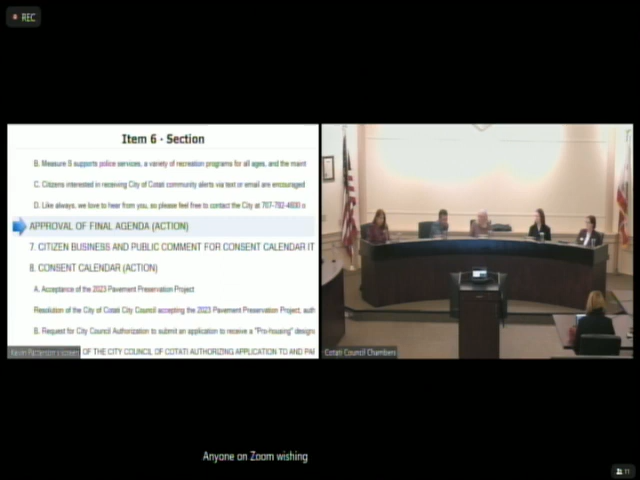 REC
Item 6 - Section
B. Measure S supports police services, a variety of recreation programs for all ages, and the maint
C. Citizens interested in receiving City of Cotati community alerts via text or email are encouraged
D. Like always, we love to hear from you, so please feel free to contact the City at 707-792-4600 o
APPROVAL OF FINAL AGENDA (ACTION)
7. CITIZEN BUSINESS AND PUBLIC COMMENT FOR CONSENT CALENDAR IT
8. CONSENT CALENDAR (ACTION)
A. Acceptance of the 2023 Pavement Preservation Project
Resolution of the City of Cotati City Council accepting the 2023 Pavement Preservation Project, auth
B. Request for City Council Authorization to submit an application to receive a "Pro-housing" design
OF THE CITY COUNCIL OF COTATI AUTHORIZING APPLICATION TO AND PAR
Kevin Patterson's screen
Cotati Council Chambers
Anyone on Zoom wishing
11